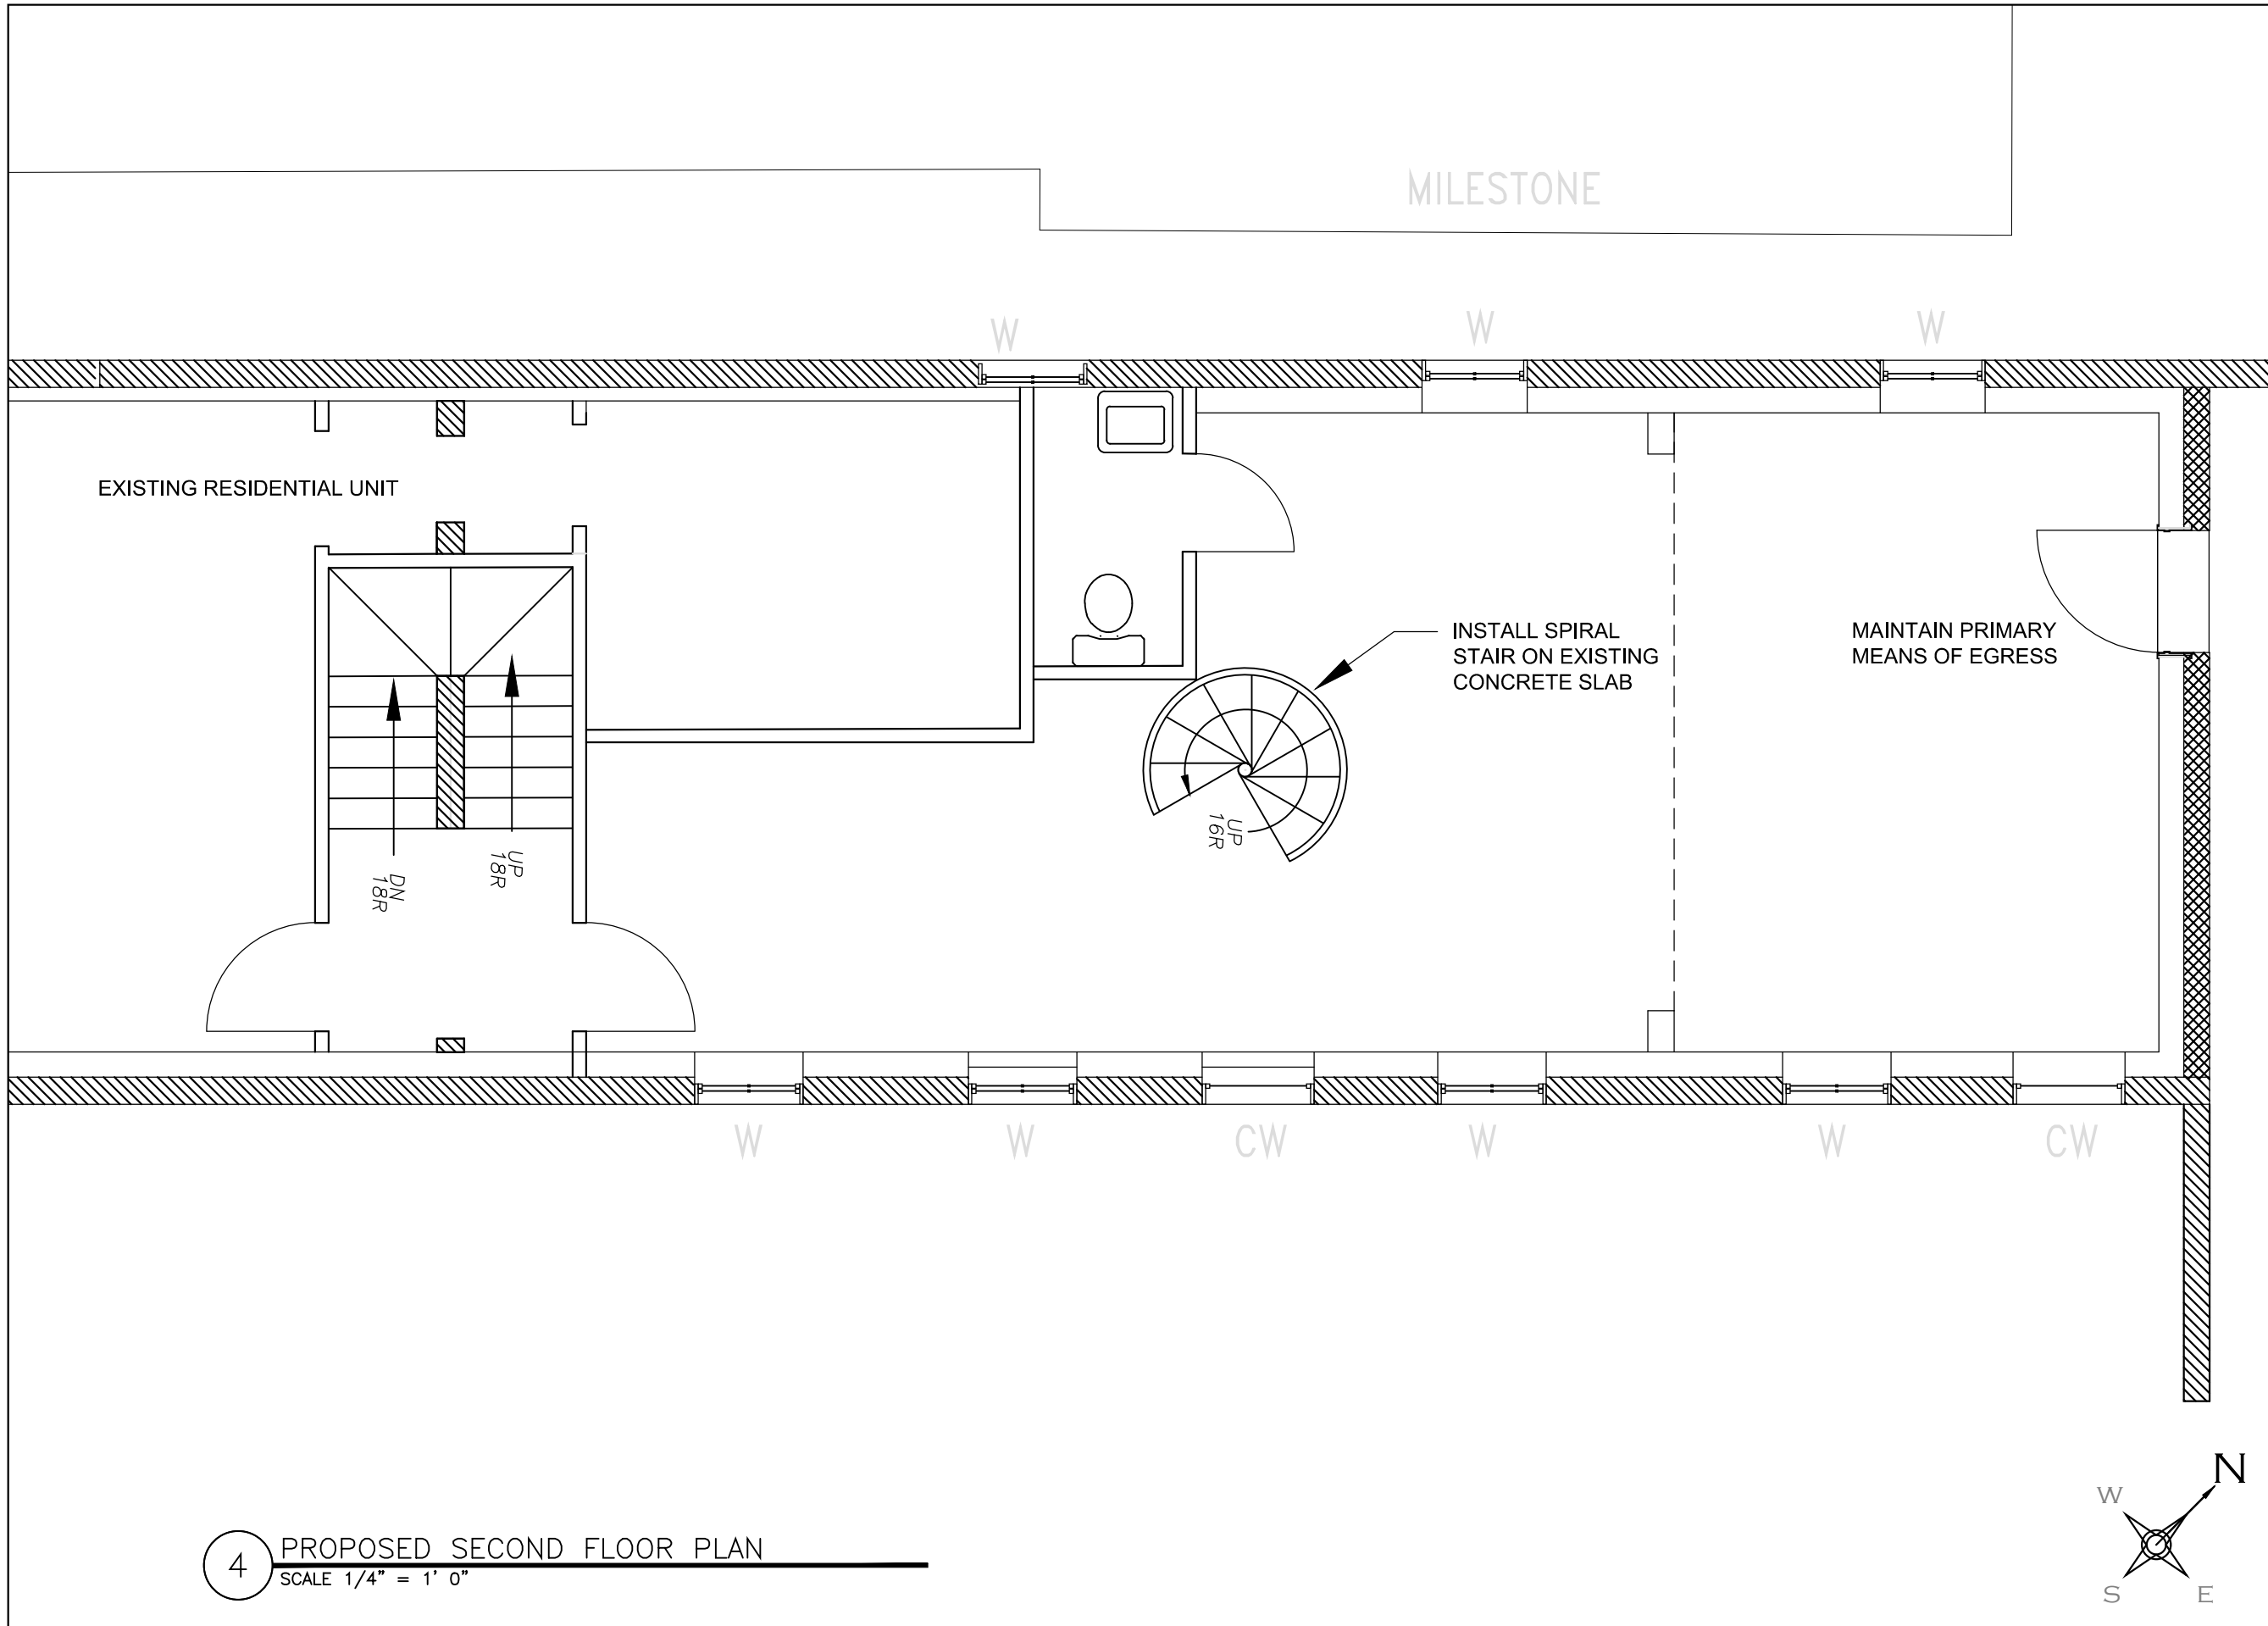 MILESTONE
W
W
W
EXISTING RESIDENTIAL UNIT
INSTALL SPIRAL
STAIR ON EXISTING
CONCRETE SLAB
MAINTAIN PRIMARY
MEANS OF EGRESS
UP
16R
UP
18R
DN
18R
W
W
CW
W
W
CW
N
W
S
E
4
PROPOSED SECOND FLOOR PLAN
SCALE 1/4" = 1' 0"